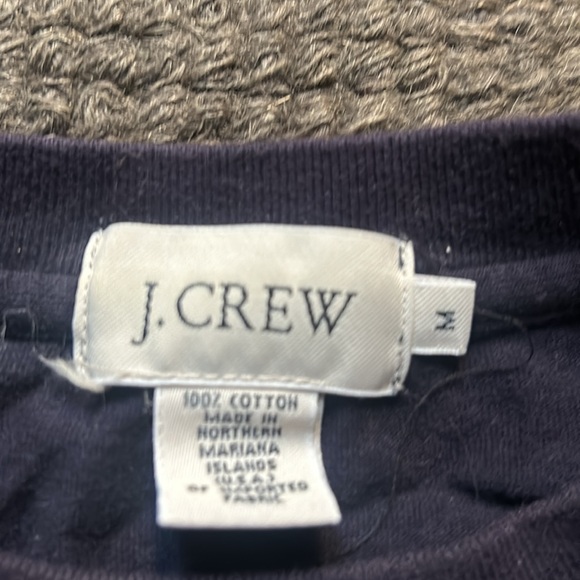 J.CREW
M
100% COTTON
MADE IN
NORTHERN
MARIANA
ISLANDS
(U.S.A.)
OF IMPORTED
FABRIC